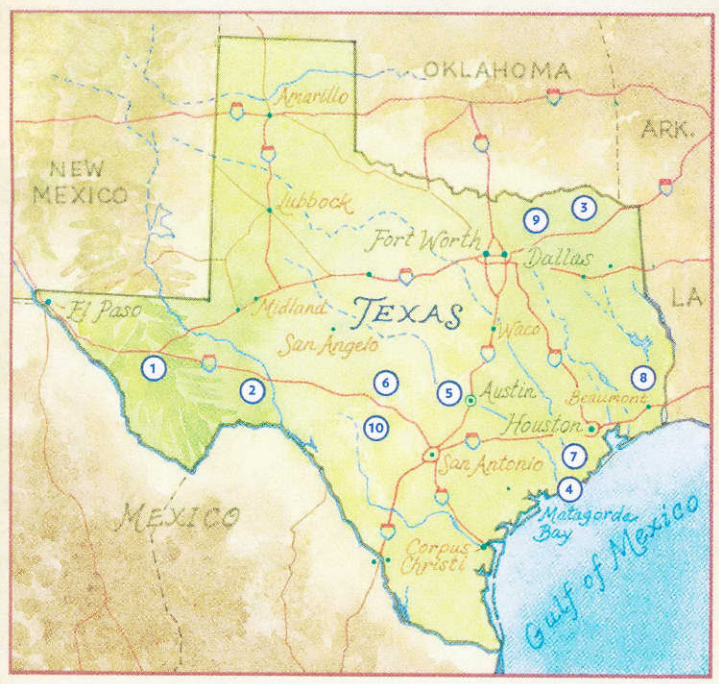 OKLAHOMA
Amarillo
ARK.
NEW
MEXICO
Lubbock
3
9
Fort Worth
Dallas
El Paso
Midland
TEXAS
LA
San Angelo
Waco
1
2
6
5
Austin
8
Beaumont
10
Houston
San Antonio
7
4
MEXICO
Matagorda
Bay
Corpus
Christi
Gulf of Mexico